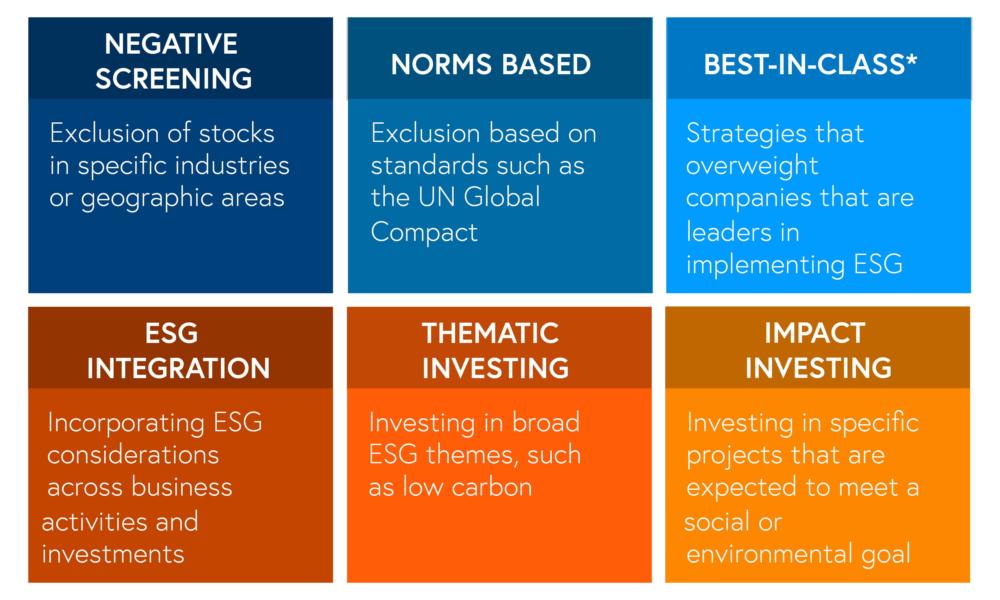 NEGATIVE
SCREENING
Exclusion of stocks
in specific industries
or geographic areas
NORMS BASED
Exclusion based on
standards such as
the UN Global
Compact
BEST-IN-CLASS*
Strategies that
overweight
companies that are
leaders in
implementing ESG
ESG
INTEGRATION
Incorporating ESG
considerations
across business
activities and
investments
THEMATIC
INVESTING
Investing in broad
ESG themes, such
as low carbon
IMPACT
INVESTING
Investing in specific
projects that are
expected to meet a
social or
environmental goal